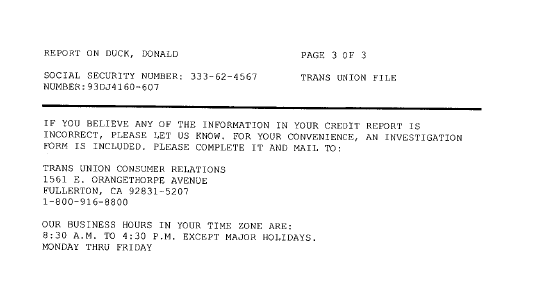 REPORT ON DUCK, DONALD PAGE 3 OF 3
SOCIAL SECURITY NUMBER: 333-62-4567 TRANS UNION FILE
NUMBER:93DJ4160-607
IF YOU BELIEVE ANY OF THE INFORMATION IN YOUR CREDIT REPORT IS
INCORRECT, PLEASE LET US KNOW. FOR YOUR CONVENIENCE, AN INVESTIGATION
FORM IS INCLUDED. PLEASE COMPLETE IT AND MAIL TO:
TRANS UNION CONSUMER RELATIONS
1561 E. ORANGETHORPE AVENUE
FULLERTON, CA 92831-5207
1-800-916-8800
OUR BUSINESS HOURS IN YOUR TIME ZONE ARE:
8:30 A.M. TO 4:30 P.M. EXCEPT MAJOR HOLIDAYS.
MONDAY THRU FRIDAY